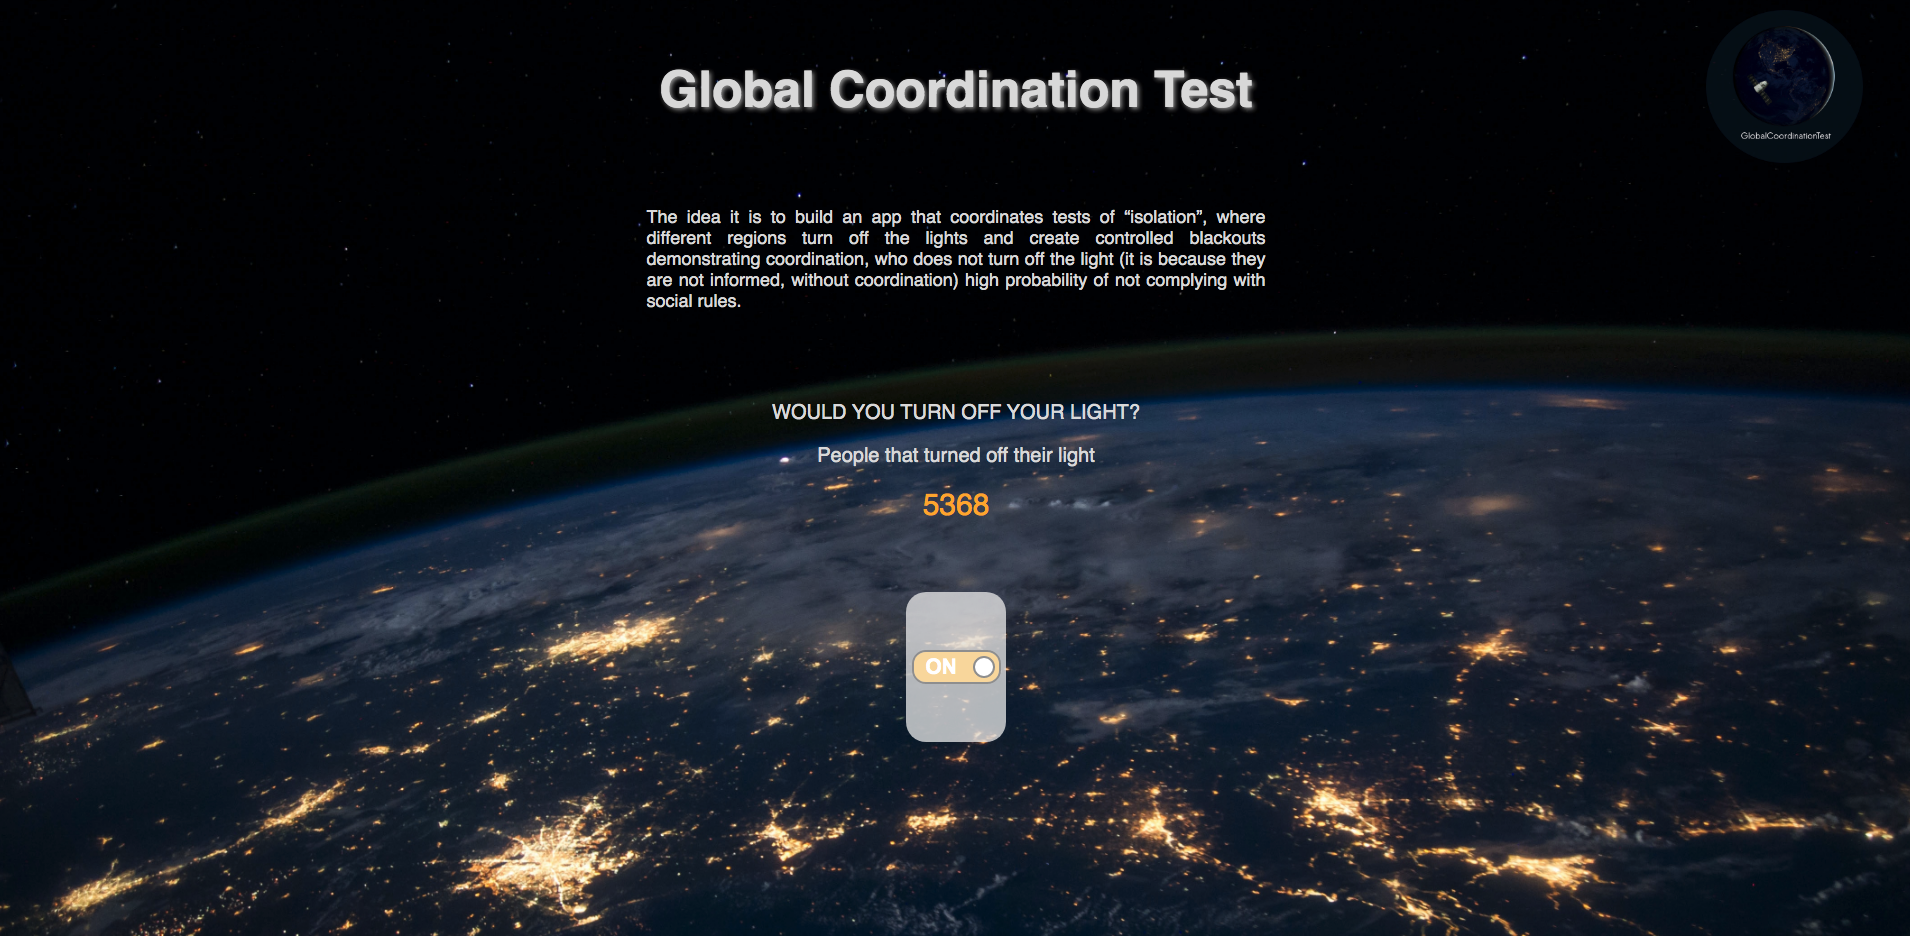 Global Coordination Test
GlobalCoordinationTest
The idea it is to build an app that coordinates tests of “isolation”, where
different regions turn off the lights and create controlled blackouts
demonstrating coordination, who does not turn off the light (it is because they
are not informed, without coordination) high probability of not complying with
social rules.
WOULD YOU TURN OFF YOUR LIGHT?
People that turned off their light
5368
ON